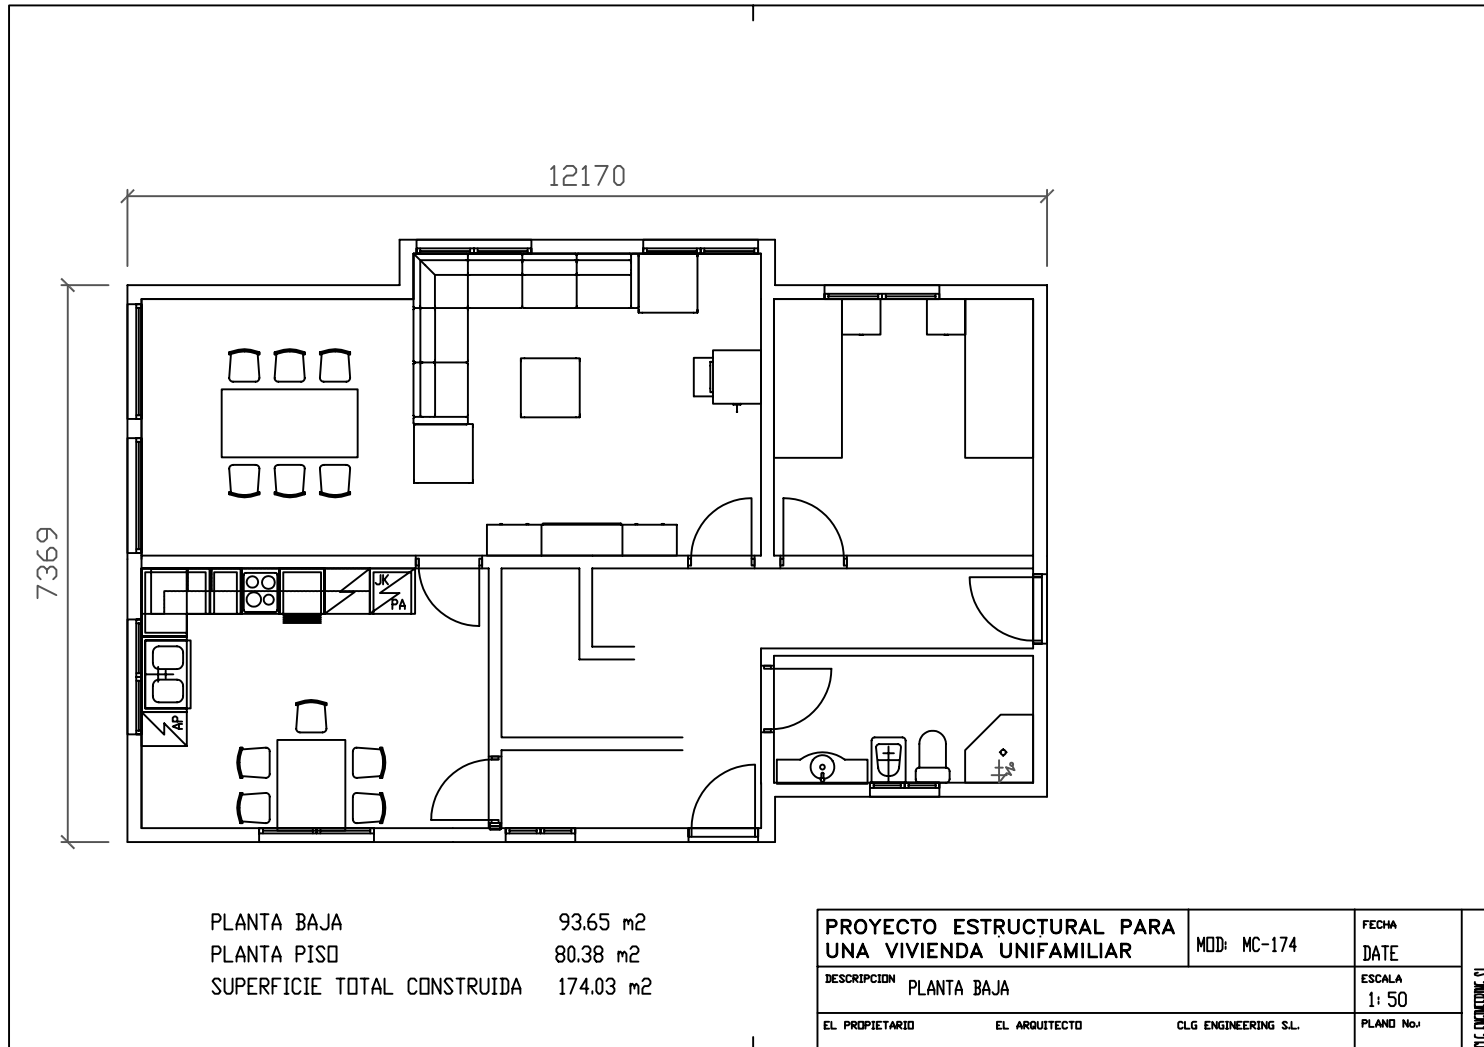 12170
7369
JK
PA
AP
PLANTA BAJA 93.65 m2
PLANTA PISO 80.38 m2
SUPERFICIE TOTAL CONSTRUIDA 174.03 m2
PROYECTO ESTRUCTURAL PARA
UNA VIVIENDA UNIFAMILIAR
MOD: MC-174
FECHA
DATE
DESCRIPCION PLANTA BAJA
ESCALA
1:50
EL PROPIETARIO EL ARQUITECTO CLG ENGINEERING S.L.
PLANO No.: